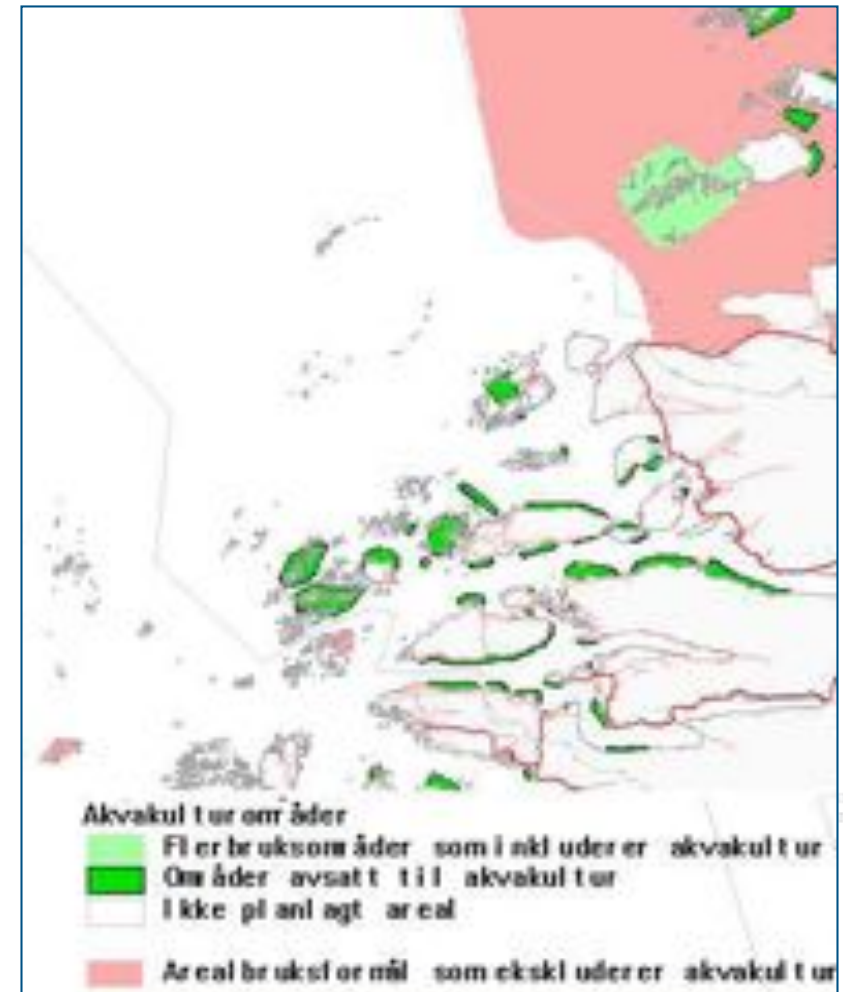 Akvakulturområder
Flerbruksområder som inkluderer akvakultur
Områder avsatt til akvakultur
Ikke planlagt areal
Arealbruksformål som ekskluderer akvakultur